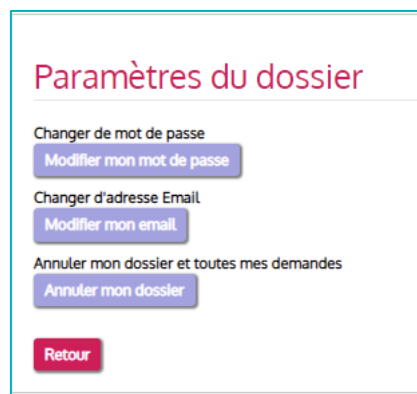 Paramètres du dossier
Changer de mot de passe
Modifier mon mot de passe
Changer d'adresse Email
Modifier mon email
Annuler mon dossier et toutes mes demandes
Annuler mon dossier
Retour